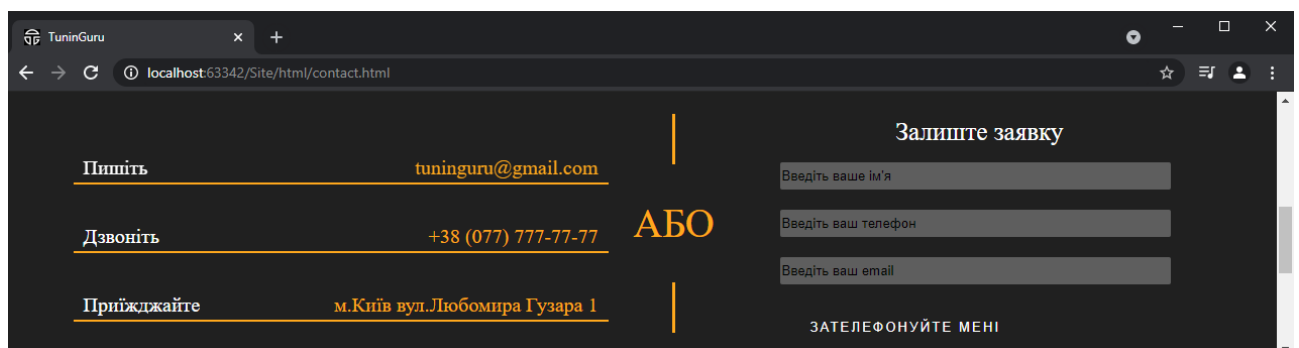 TuninGuru
localhost:63342/Site/html/contact.html
Пишіть tuninguru@gmail.com
Дзвоніть +38 (077) 777-77-77
Приїжджайте м.Київ вул.Любомира Гузара 1
АБО
Залиште заявку
Введіть ваше ім'я
Введіть ваш телефон
Введіть ваш email
ЗАТЕЛЕФОНУЙТЕ МЕНІ